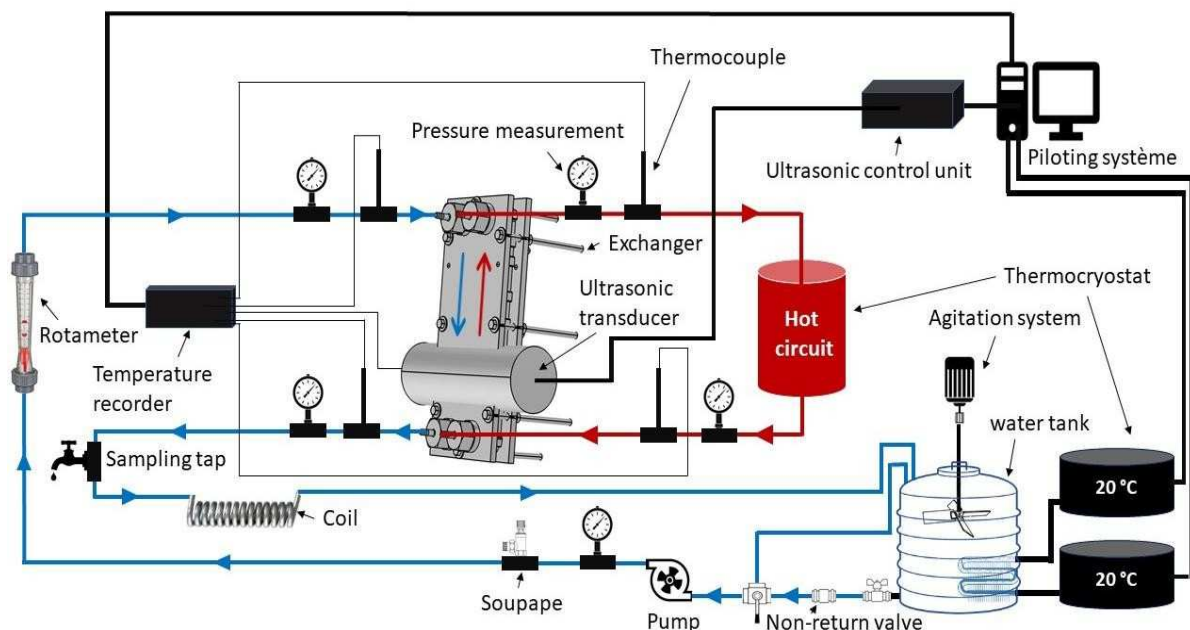 Thermocouple
Pressure measurement
Ultrasonic control unit
Piloting système
Exchanger
Ultrasonic
transducer
Thermocryostat
Hot
circuit
Agitation system
Rotameter
Temperature
recorder
water tank
Sampling tap
20 °C
Coil
20 °C
Soupape
Pump
Non-return valve